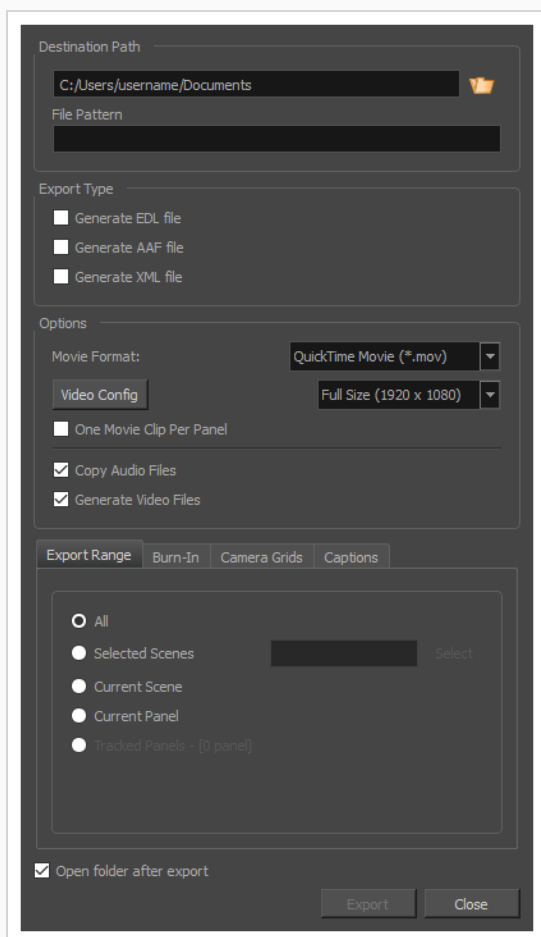 Destination Path
C:/Users/username/Documents
File Pattern
Export Type
Generate EDL file
Generate AAF file
Generate XML file
Options
Movie Format: QuickTime Movie (*.mov)
Video Config Full Size (1920 x 1080)
One Movie Clip Per Panel
Copy Audio Files
Generate Video Files
Export Range Burn-In Camera Grids Captions
All
Selected Scenes Select
Current Scene
Current Panel
Tracked Panels - [0 panel]
Open folder after export
Export Close